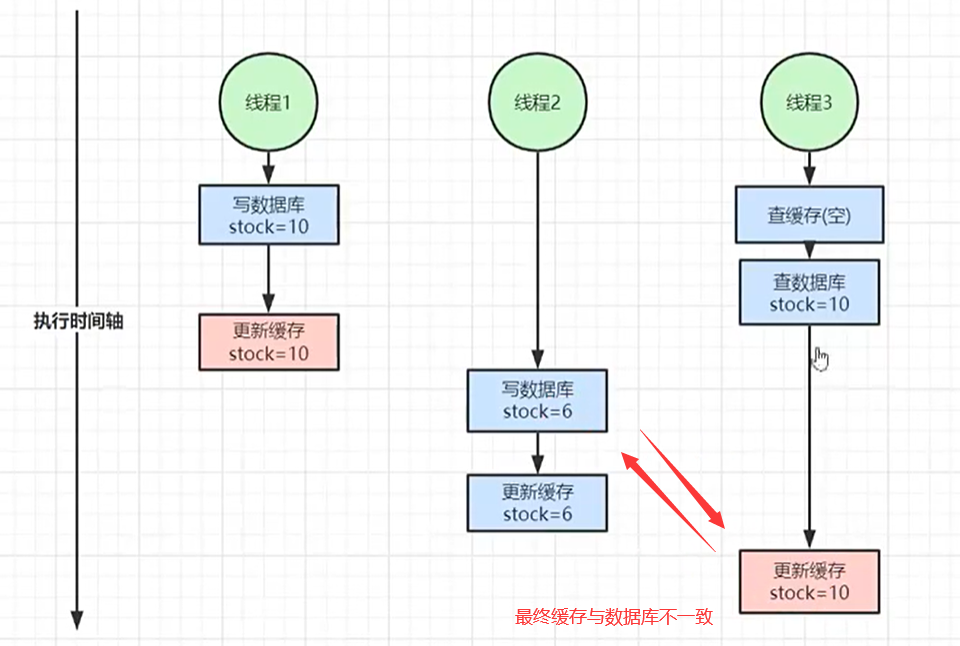 线程1
线程2
线程3
写数据库
stock=10
查缓存(空)
查数据库
stock=10
执行时间轴
更新缓存
stock=10
写数据库
stock=6
更新缓存
stock=6
更新缓存
stock=10
最终缓存与数据库不一致